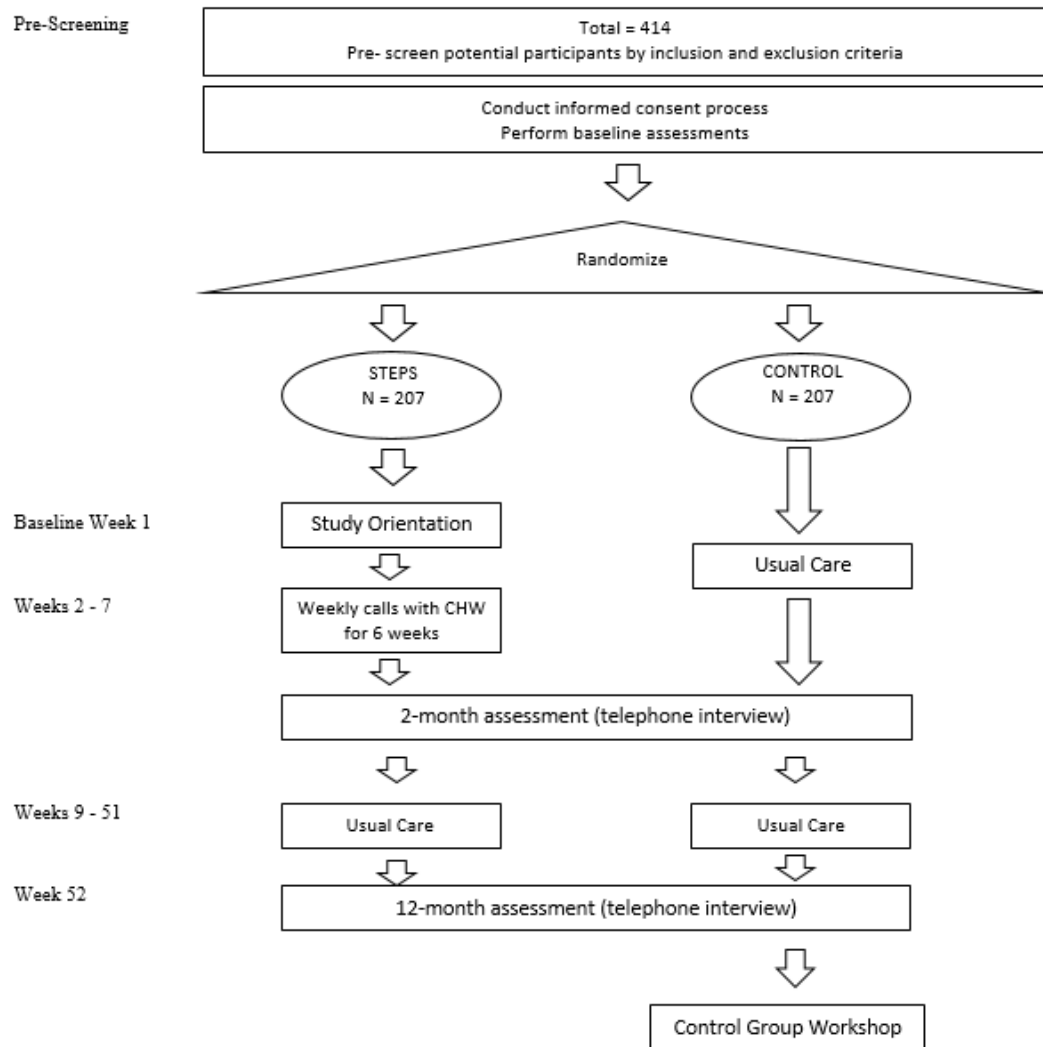 Pre-Screening
Total = 414
Pre- screen potential participants by inclusion and exclusion criteria
Conduct informed consent process
Perform baseline assessments
Randomize
STEPS
N = 207
CONTROL
N = 207
Baseline Week 1
Study Orientation
Usual Care
Weeks 2 - 7
Weekly calls with CHW
for 6 weeks
2-month assessment (telephone interview)
Weeks 9 - 51
Usual Care
Usual Care
Week 52
12-month assessment (telephone interview)
Control Group Workshop